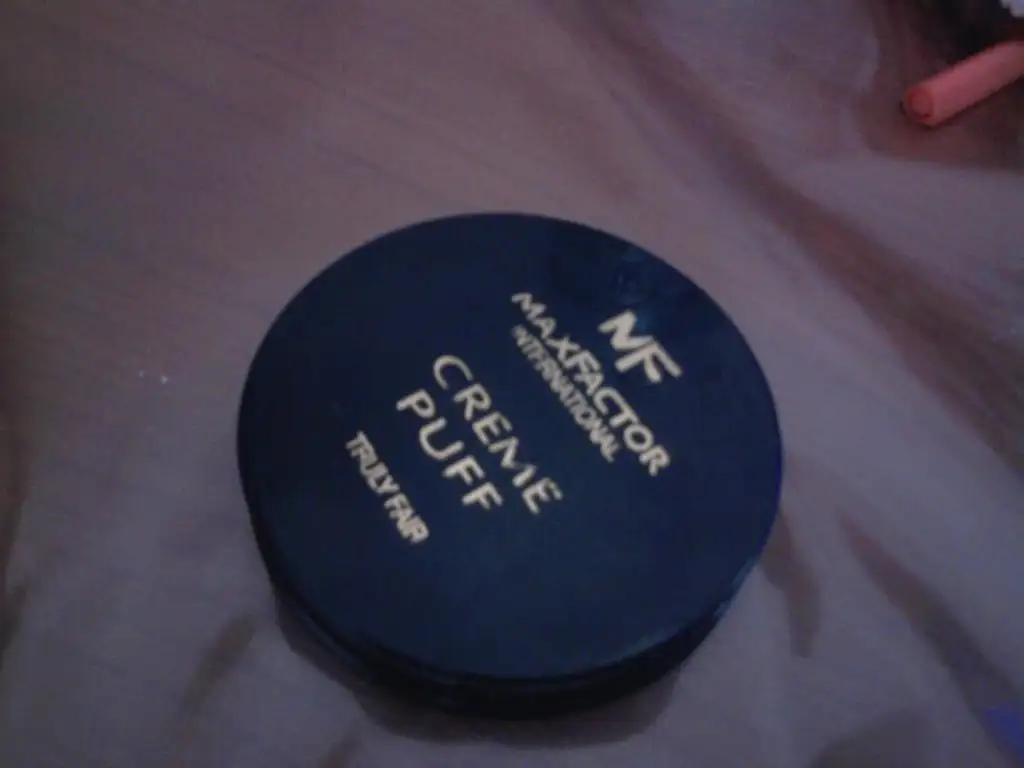 MF
MAXFACTOR
INTERNATIONAL
CREME
PUFF
TRULY FAIR